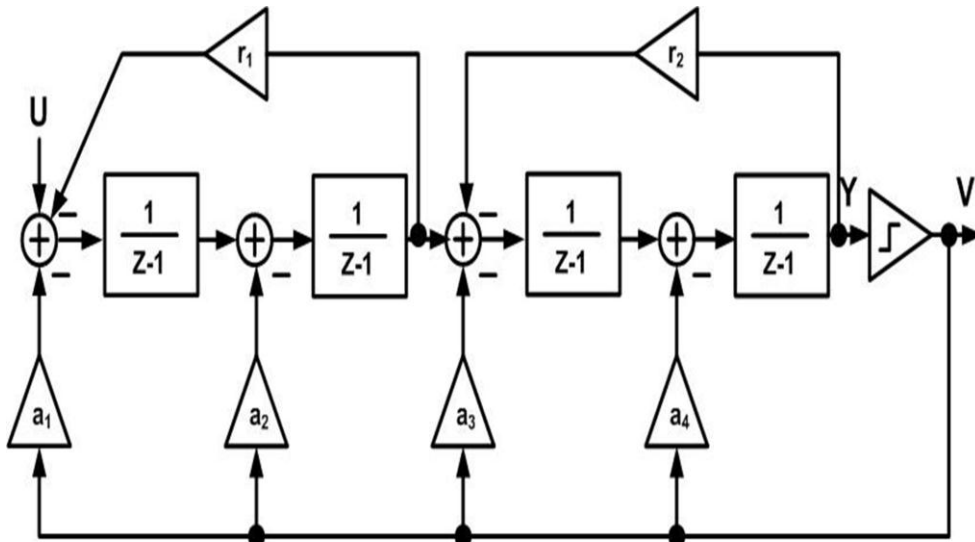 r₁
r₂
U
Y
V
1
Z-1
1
Z-1
1
Z-1
1
Z-1
+
−
+
−
+
−
+
−
−
−
a₁
a₂
a₃
a₄